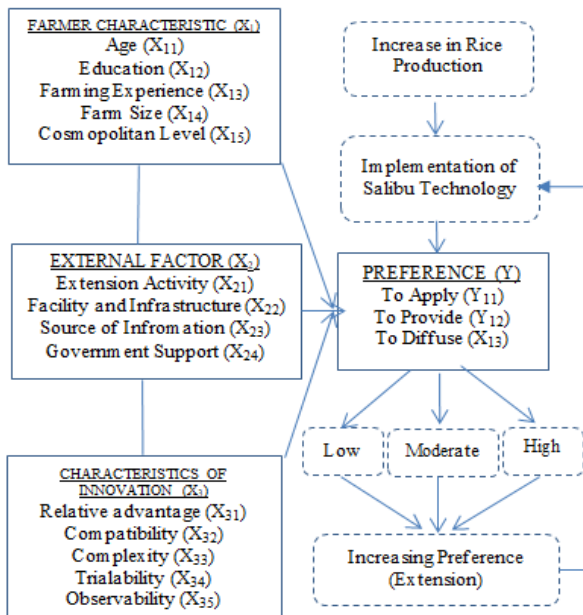 FARMER CHARACTERISTIC (X₁)
Age (X₁₁)
Education (X₁₂)
Farming Experience (X₁₃)
Farm Size (X₁₄)
Cosmopolitan Level (X₁₅)
EXTERNAL FACTOR (X₂)
Extension Activity (X₂₁)
Facility and Infrastructure (X₂₂)
Source of Infromation (X₂₃)
Government Support (X₂₄)
CHARACTERISTICS OF
INNOVATION (X₃)
Relative advantage (X₃₁)
Compatibility (X₃₂)
Complexity (X₃₃)
Trialability (X₃₄)
Observability (X₃₅)
Increase in Rice
Production
Implementation of
Salibu Technology
PREFERENCE (Y)
To Apply (Y₁₁)
To Provide (Y₁₂)
To Diffuse (X₁₃)
Low
Moderate
High
Increasing Preference
(Extension)